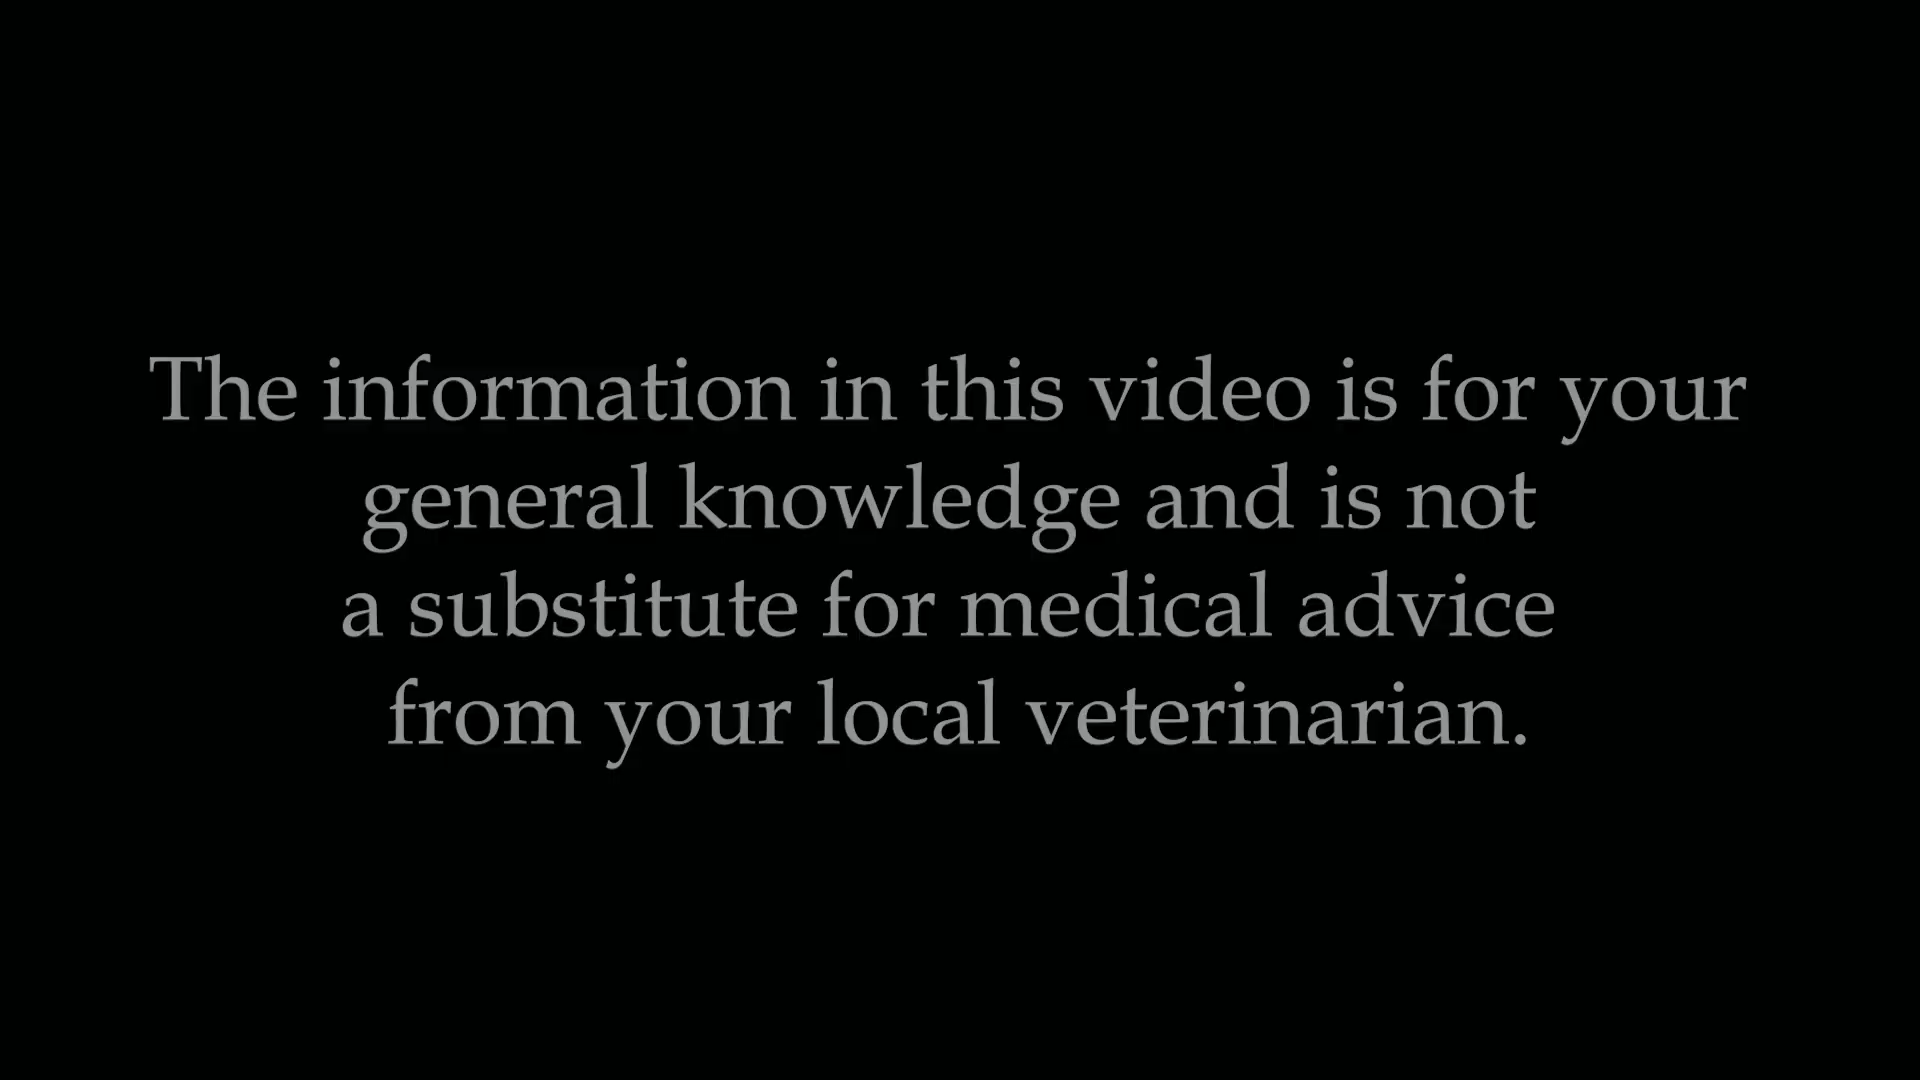 The information in this video is for your
general knowledge and is not
a substitute for medical advice
from your local veterinarian.